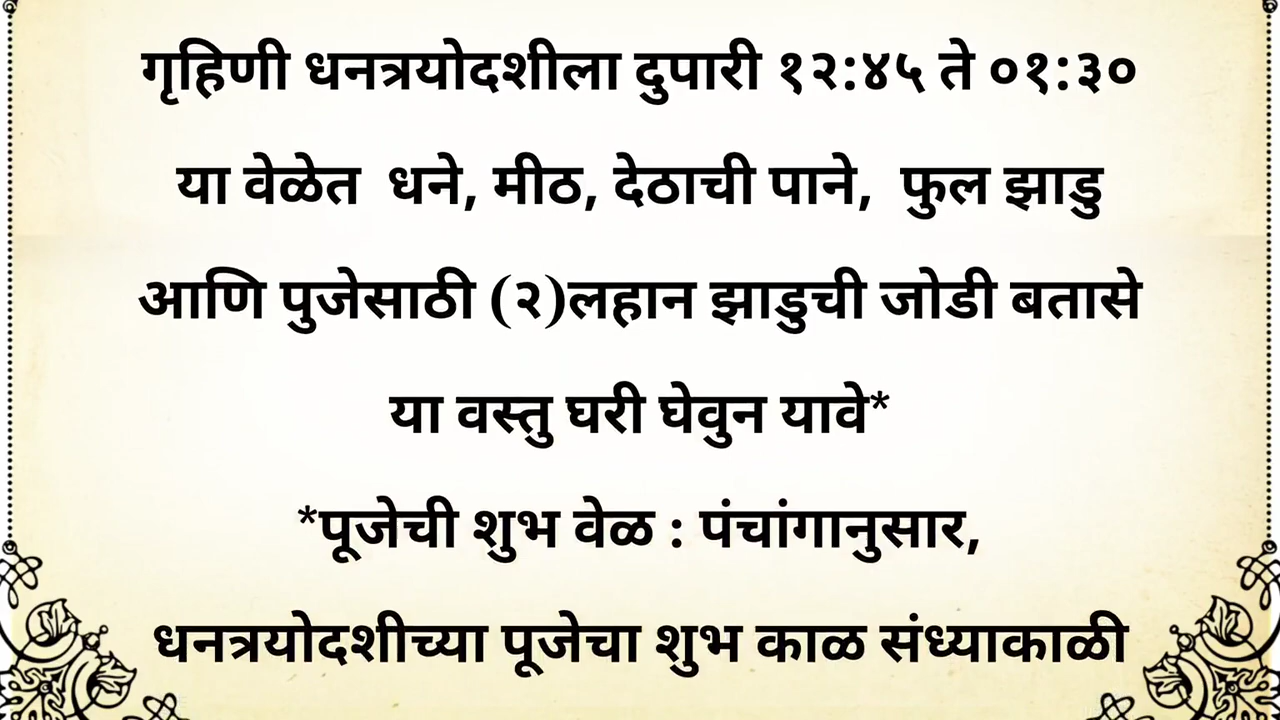 गृहिणी धनत्रयोदशीला दुपारी १२:४५ ते ०१:३०
या वेळेत धने, मीठ, देठाची पाने, फुल झाडु
आणि पुजेसाठी (२)लहान झाडुची जोडी बतासे
या वस्तु घरी घेवुन यावे*
*पूजेची शुभ वेळ : पंचांगानुसार,
धनत्रयोदशीच्या पूजेचा शुभ काळ संध्याकाळी